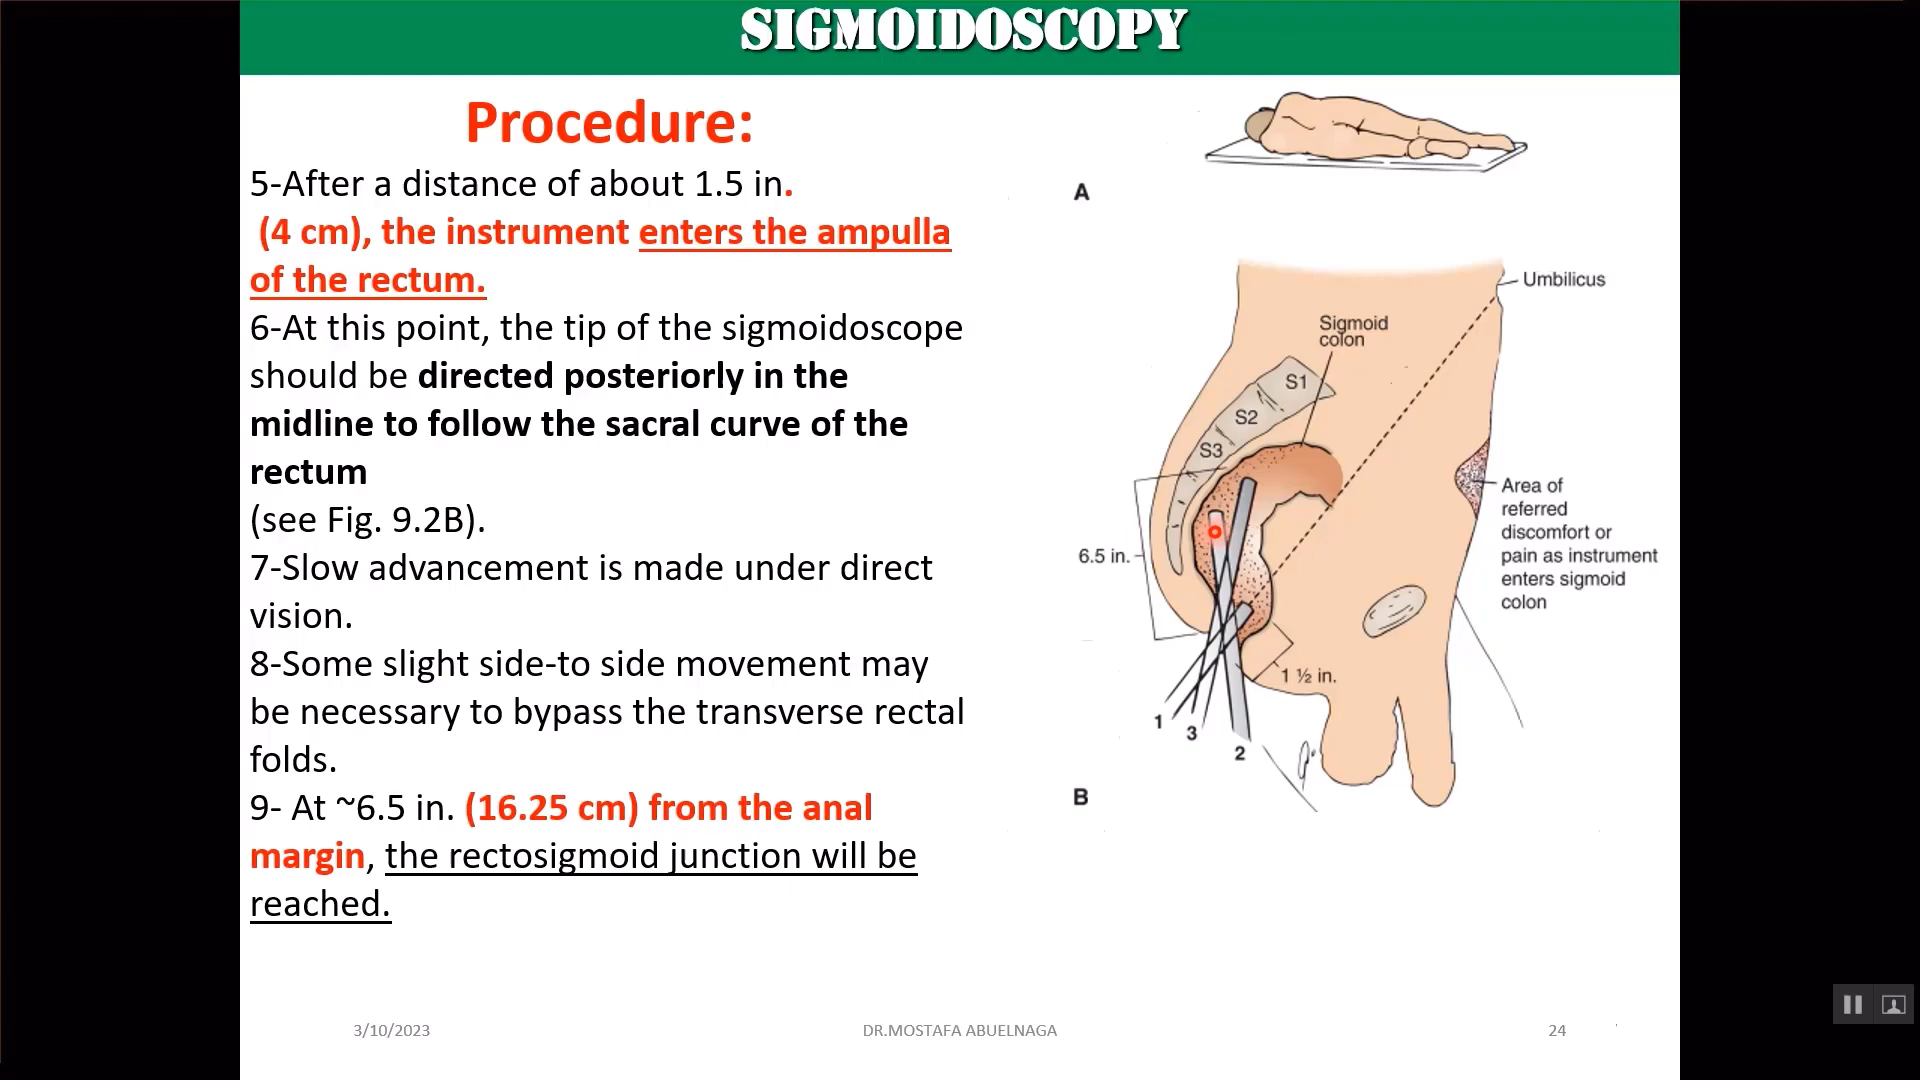 SIGMOIDOSCOPY
Procedure:
5-After a distance of about 1.5 in.
(4 cm), the instrument enters the ampulla
of the rectum.
6-At this point, the tip of the sigmoidoscope
should be directed posteriorly in the
midline to follow the sacral curve of the
rectum
(see Fig. 9.2B).
7-Slow advancement is made under direct
vision.
8-Some slight side-to side movement may
be necessary to bypass the transverse rectal
folds.
9- At ~6.5 in. (16.25 cm) from the anal
margin, the rectosigmoid junction will be
reached.
A
Umbilicus
Sigmoid
colon
S1
S2
S3
Area of
referred
discomfort or
pain as instrument
enters sigmoid
colon
6.5 in.
1 ½ in.
1
3
2
B
3/10/2023
DR.MOSTAFA ABUELNAGA
24